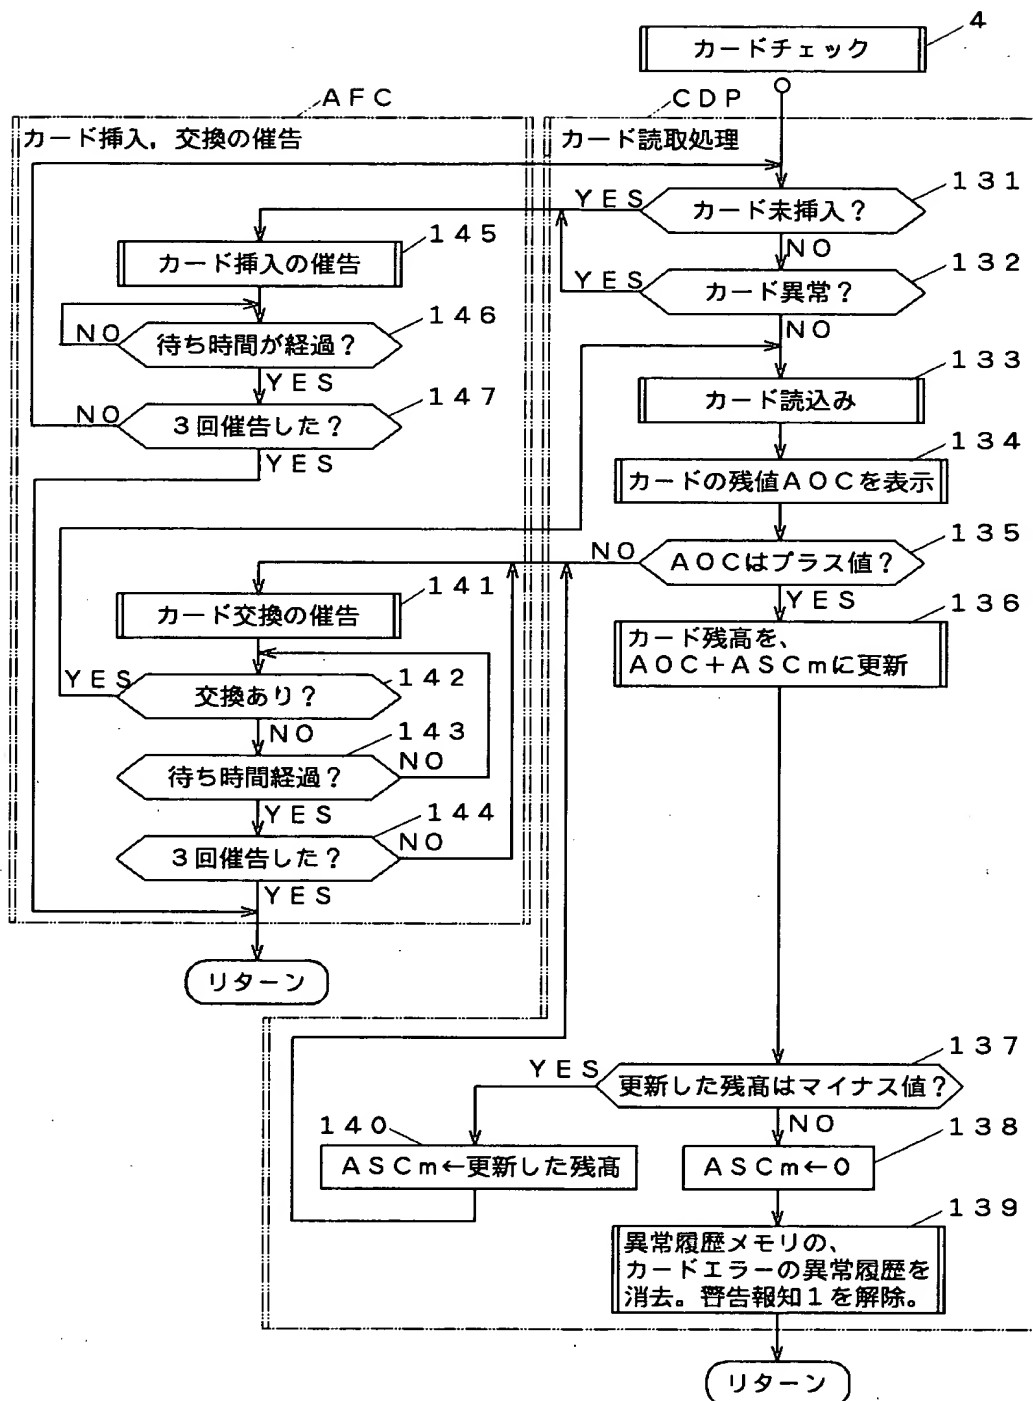 4
カードチェック
AFC
CDP
カード挿入，交換の催告
カード読取処理
131
YES
カード未挿入？
145
NO
132
カード挿入の催告
YES
カード異常？
146
NO
NO
待ち時間が経過？
133
YES
147
カード読込み
NO
3回催告した？
134
YES
カードの残値AOCを表示
135
NO
AOCはプラス値？
141
YES
136
カード交換の催告
カード残高を、
AOC＋ASCmに更新
YES
142
交換あり？
NO
143
待ち時間経過？
NO
YES
144
3回催告した？
NO
YES
リターン
137
YES
更新した残高はマイナス値？
140
NO
138
ASCm←更新した残高
ASCm←0
139
異常履歴メモリの、
カードエラーの異常履歴を
消去。警告報知1を解除。
リターン